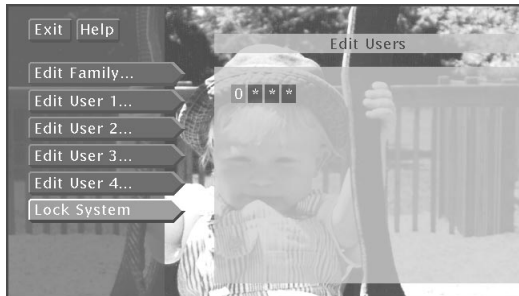 Exit Help
Edit Users
Edit Family...
0 * * *
Edit User 1...
Edit User 2...
Edit User 3...
Edit User 4...
Lock System